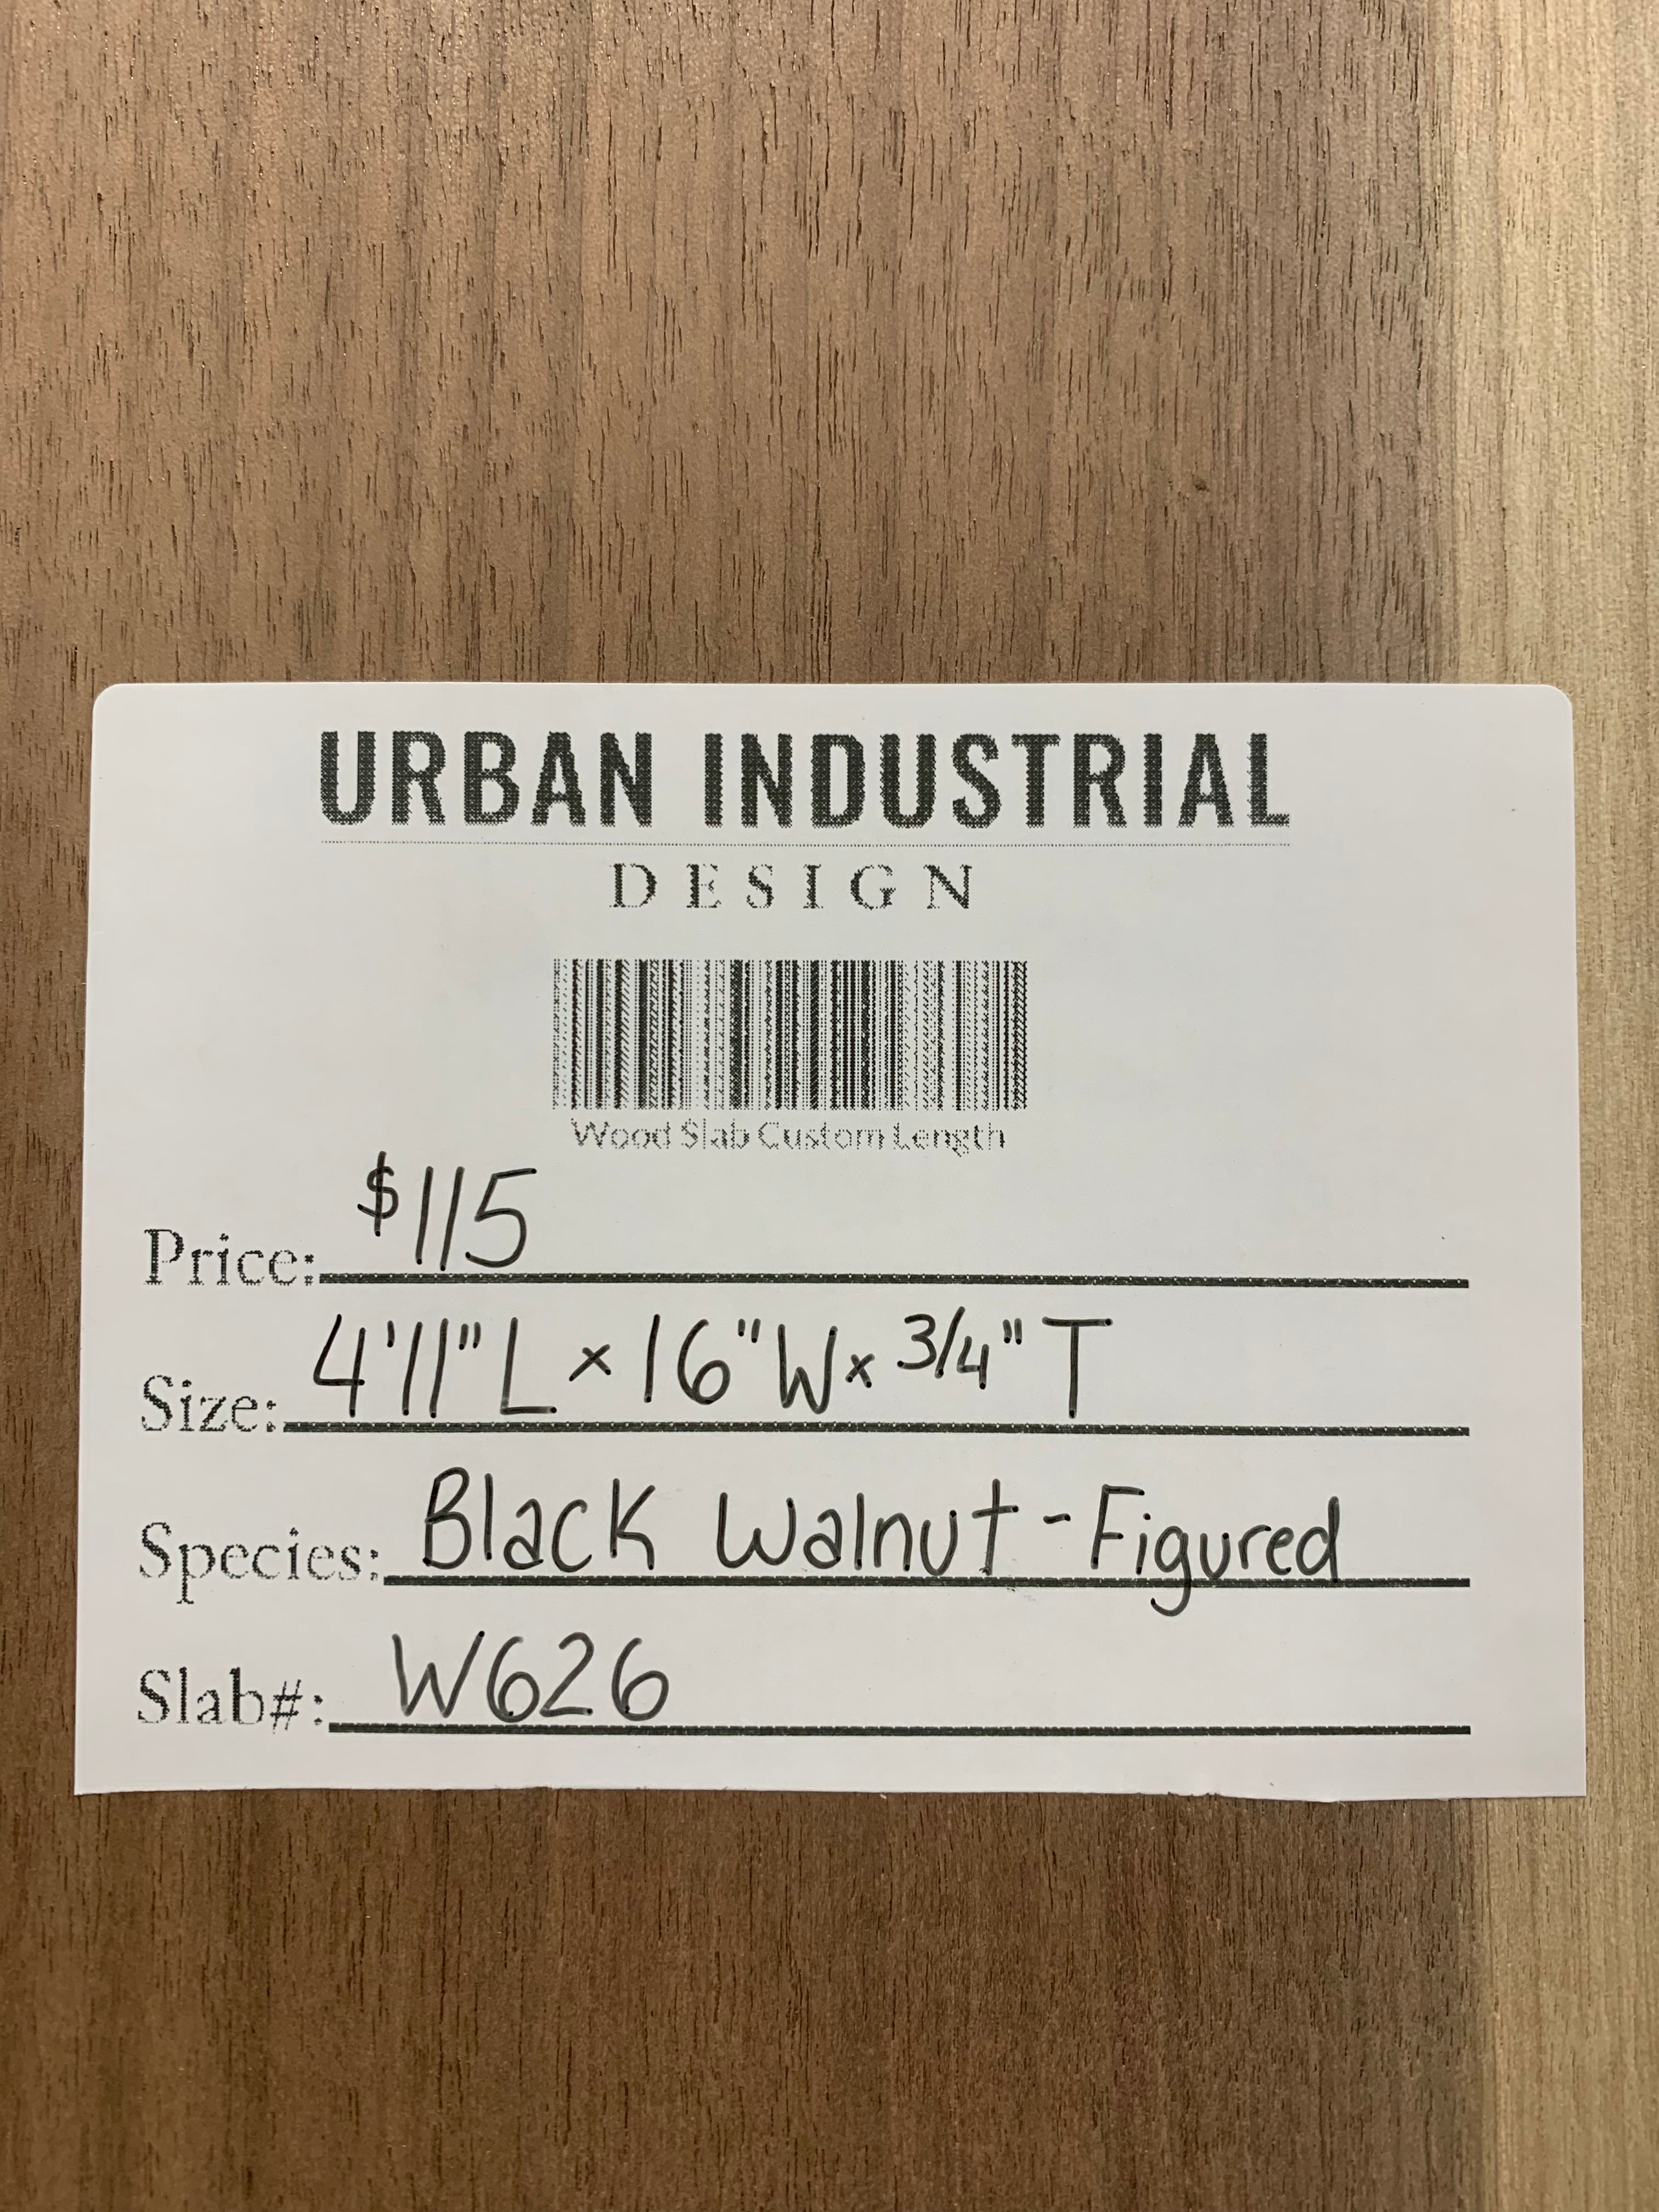 URBAN INDUSTRIAL
DESIGN
Wood Slab Custom Length
Price: $115
Size: 4'11" L x 16" W x 3/4" T
Species: Black Walnut - Figured
Slab#: W626